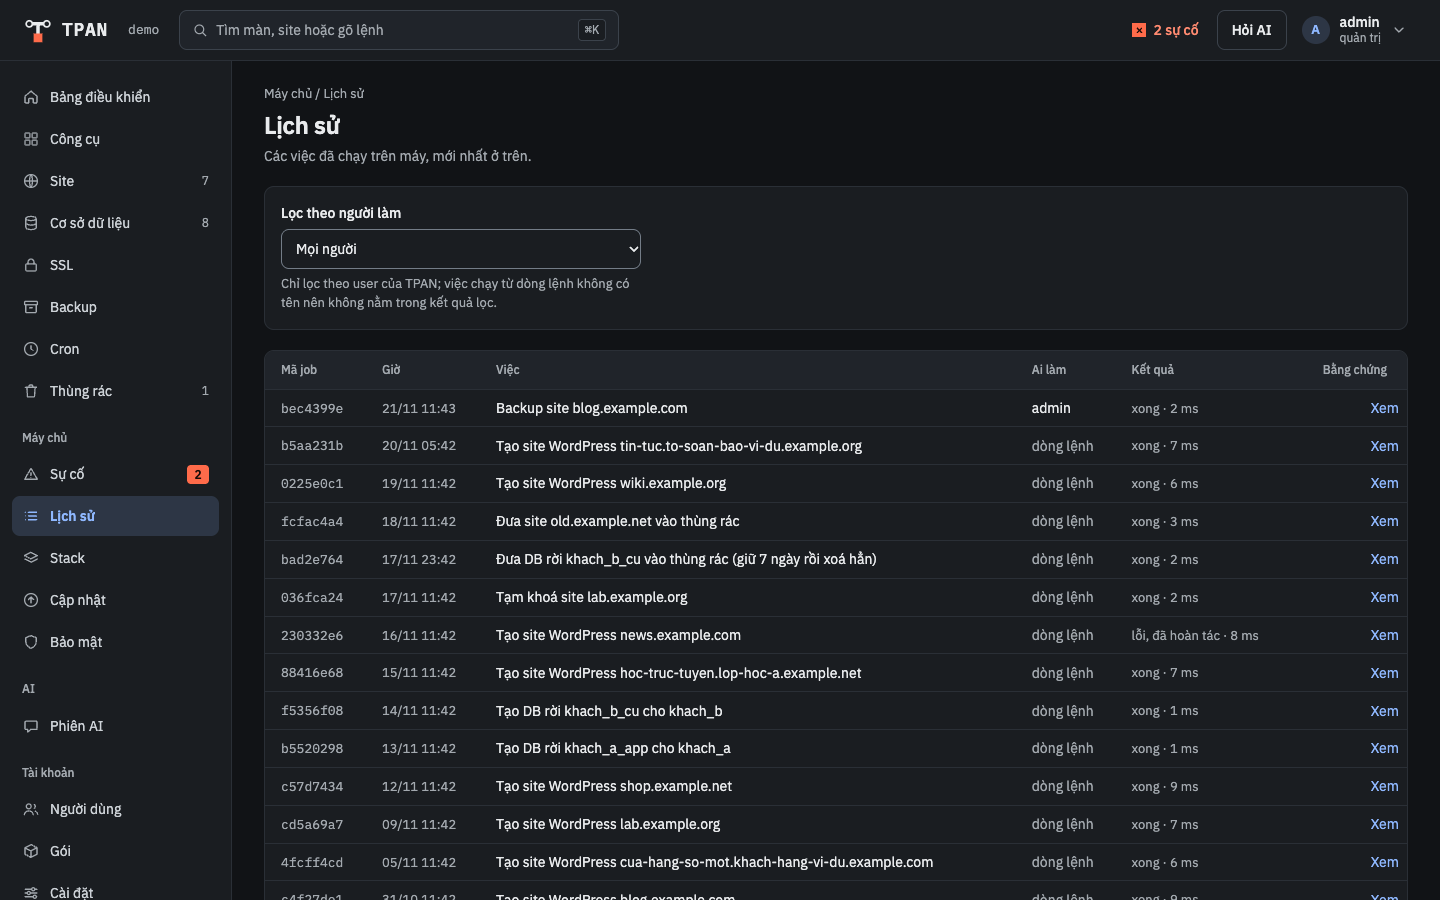 TPAN demo
Tìm màn, site hoặc gõ lệnh ⌘K
2 sự cố
Hỏi AI
A
admin
quản trị
Bảng điều khiển
Công cụ
Site 7
Cơ sở dữ liệu 8
SSL
Backup
Cron
Thùng rác 1
Máy chủ
Sự cố 2
Lịch sử
Stack
Cập nhật
Bảo mật
AI
Phiên AI
Tài khoản
Người dùng
Gói
Cài đặt
Máy chủ / Lịch sử
Lịch sử
Các việc đã chạy trên máy, mới nhất ở trên.
Lọc theo người làm
Mọi người
Chỉ lọc theo user của TPAN; việc chạy từ dòng lệnh không có
tên nên không nằm trong kết quả lọc.
Mã job Giờ Việc Ai làm Kết quả Bằng chứng
bec4399e 21/11 11:43 Backup site blog.example.com admin xong · 2 ms Xem
b5aa231b 20/11 05:42 Tạo site WordPress tin-tuc.to-soan-bao-vi-du.example.org dòng lệnh xong · 7 ms Xem
0225e0c1 19/11 11:42 Tạo site WordPress wiki.example.org dòng lệnh xong · 6 ms Xem
fcfac4a4 18/11 11:42 Đưa site old.example.net vào thùng rác dòng lệnh xong · 3 ms Xem
bad2e764 17/11 23:42 Đưa DB rời khach_b_cu vào thùng rác (giữ 7 ngày rồi xoá hẳn) dòng lệnh xong · 2 ms Xem
036fca24 17/11 11:42 Tạm khoá site lab.example.org dòng lệnh xong · 2 ms Xem
230332e6 16/11 11:42 Tạo site WordPress news.example.com dòng lệnh lỗi, đã hoàn tác · 8 ms Xem
88416e68 15/11 11:42 Tạo site WordPress hoc-truc-tuyen.lop-hoc-a.example.net dòng lệnh xong · 7 ms Xem
f5356f08 14/11 11:42 Tạo DB rời khach_b_cu cho khach_b dòng lệnh xong · 1 ms Xem
b5520298 13/11 11:42 Tạo DB rời khach_a_app cho khach_a dòng lệnh xong · 1 ms Xem
c57d7434 12/11 11:42 Tạo site WordPress shop.example.net dòng lệnh xong · 9 ms Xem
cd5a69a7 09/11 11:42 Tạo site WordPress lab.example.org dòng lệnh xong · 7 ms Xem
4fcff4cd 05/11 11:42 Tạo site WordPress cua-hang-so-mot.khach-hang-vi-du.example.com dòng lệnh xong · 6 ms Xem
31/10 11:42 Tạo site WordPress blog.example.com dòng lệnh xong · 9 ms Xem